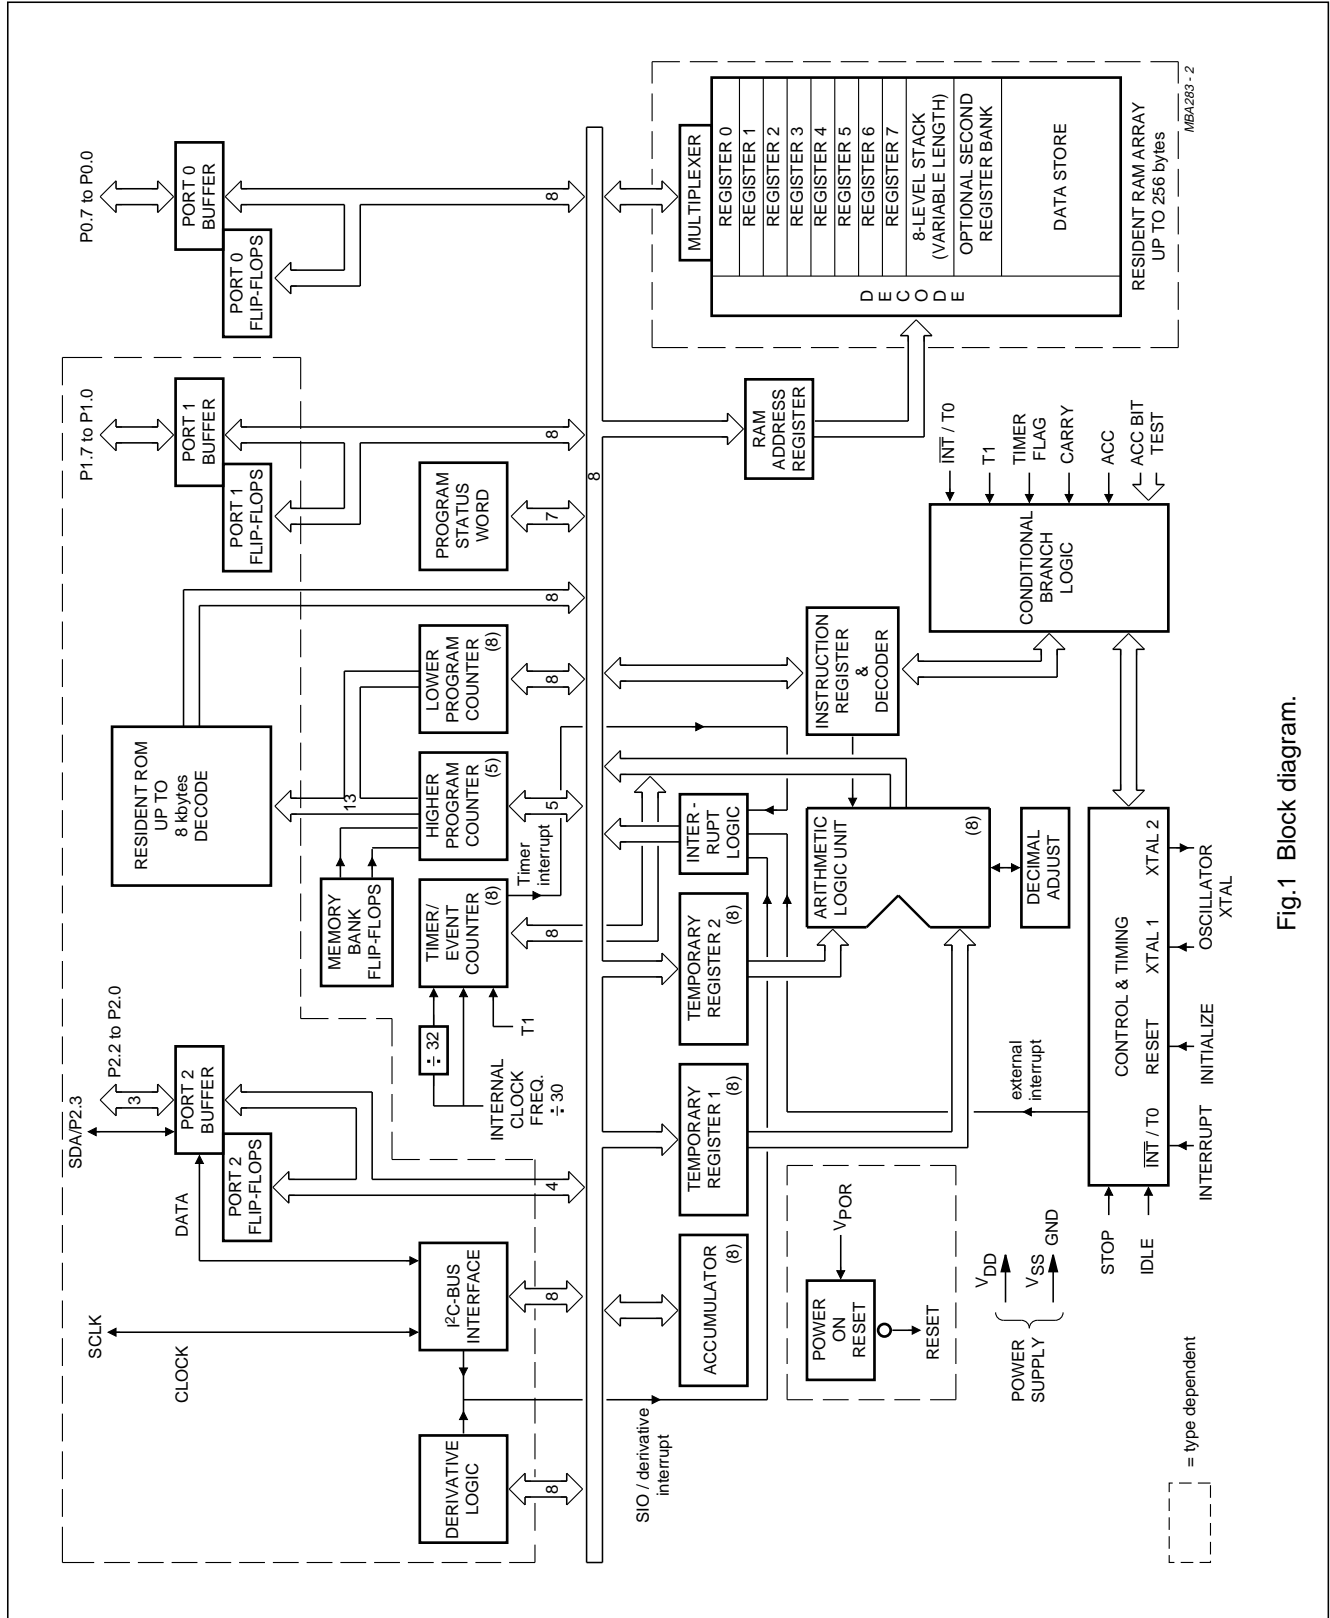 SDA/P2.3
P2.2 to P2.0
P1.7 to P1.0
P0.7 to P0.0
SCLK
3
PORT 2
BUFFER
PORT 1
BUFFER
PORT 0
BUFFER
CLOCK
DATA
PORT 2
FLIP-FLOPS
PORT 1
FLIP-FLOPS
PORT 0
FLIP-FLOPS
RESIDENT ROM
UP TO
8 kbytes
DECODE
MEMORY
BANK
FLIP-FLOPS
13
DERIVATIVE
LOGIC
I²C-BUS
INTERFACE
÷ 32
INTERNAL
CLOCK
FREQ.
÷ 30
T1
TIMER/
EVENT
COUNTER
(8)
HIGHER
PROGRAM
COUNTER
(5)
LOWER
PROGRAM
COUNTER
(8)
PROGRAM
STATUS
WORD
Timer
interrupt
8
8
4
8
5
8
8
7
8
8
8
SIO / derivative
interrupt
ACCUMULATOR
(8)
TEMPORARY
REGISTER 1
(8)
TEMPORARY
REGISTER 2
(8)
INTER-
RUPT
LOGIC
RAM
ADDRESS
REGISTER
MULTIPLEXER
REGISTER 0
REGISTER 1
REGISTER 2
REGISTER 3
REGISTER 4
REGISTER 5
REGISTER 6
REGISTER 7
8-LEVEL STACK
(VARIABLE LENGTH)
OPTIONAL SECOND
REGISTER BANK
DATA STORE
D
E
C
O
D
E
RESIDENT RAM ARRAY
UP TO 256 bytes
MBA283 - 2
POWER
ON
RESET
VPOR
RESET
ARITHMETIC
LOGIC UNIT
(8)
DECIMAL
ADJUST
INSTRUCTION
REGISTER
&
DECODER
CONDITIONAL
BRANCH
LOGIC
INT / T0
T1
TIMER
FLAG
CARRY
ACC
ACC BIT
TEST
external
interrupt
POWER
SUPPLY
VDD
VSS
GND
STOP
IDLE
CONTROL & TIMING
INT / T0
RESET
XTAL 1
XTAL 2
INTERRUPT
INITIALIZE
OSCILLATOR
XTAL
= type dependent
Fig.1 Block diagram.